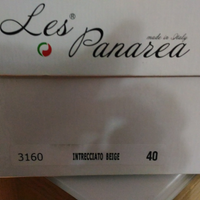 Les®
Panarea
made in Italy
3160 INTRECCIATO BEIGE 40